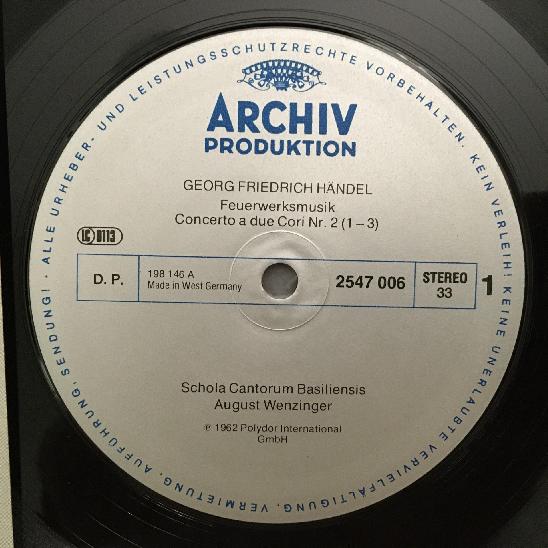 ALLE URHEBER- UND LEISTUNGSSCHUTZRECHTE VORBEHALTEN. KEIN VERLEIH! KEINE UNERLAUBTE VERVIELFÄLTIGUNG, VERMIETUNG, AUFFÜHRUNG, SENDUNG! ·
ARCHIV
PRODUKTION
GEORG FRIEDRICH HÄNDEL
Feuerwerksmusik
Concerto a due Cori Nr. 2 (1–3)
LC 0113
D. P.
198 146 A
Made in West Germany
2547 006
STEREO
33
1
Schola Cantorum Basiliensis
August Wenzinger
℗ 1962 Polydor International
GmbH